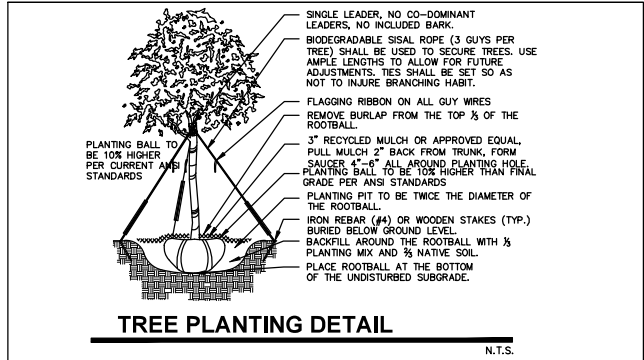 SINGLE LEADER, NO CO-DOMINANT
LEADERS, NO INCLUDED BARK.
BIODEGRADABLE SISAL ROPE (3 GUYS PER
TREE) SHALL BE USED TO SECURE TREES. USE
AMPLE LENGTHS TO ALLOW FOR FUTURE
ADJUSTMENTS. TIES SHALL BE SET SO AS
NOT TO INJURE BRANCHING HABIT.
FLAGGING RIBBON ON ALL GUY WIRES
REMOVE BURLAP FROM THE TOP ⅓ OF THE
ROOTBALL.
PLANTING BALL TO
BE 10% HIGHER
PER CURRENT ANSI
STANDARDS
3" RECYCLED MULCH OR APPROVED EQUAL,
PULL MULCH 2" BACK FROM TRUNK, FORM
SAUCER 4"-6" ALL AROUND PLANTING HOLE.
PLANTING BALL TO BE 10% HIGHER THAN FINAL
GRADE PER ANSI STANDARDS
PLANTING PIT TO BE TWICE THE DIAMETER OF
THE ROOTBALL.
IRON REBAR (#4) OR WOODEN STAKES (TYP.)
BURIED BELOW GROUND LEVEL.
BACKFILL AROUND THE ROOTBALL WITH ⅓
PLANTING MIX AND ⅔ NATIVE SOIL.
PLACE ROOTBALL AT THE BOTTOM
OF THE UNDISTURBED SUBGRADE.
TREE PLANTING DETAIL
N.T.S.